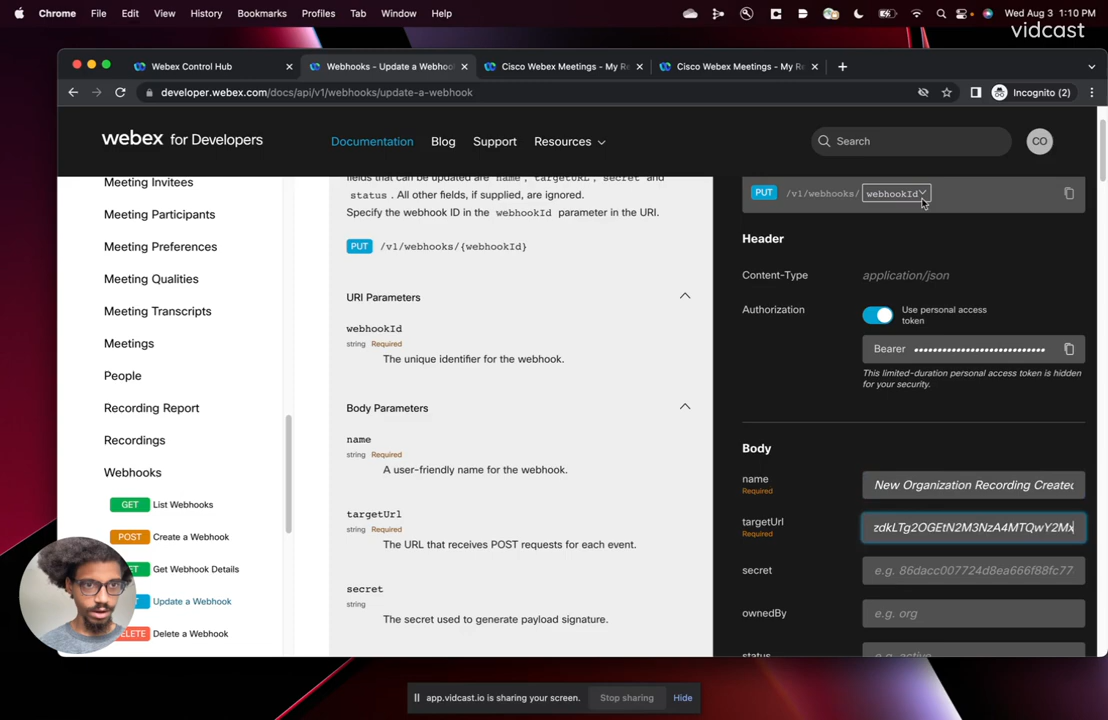 Chrome File Edit View History Bookmarks Profiles Tab Window Help Wed Aug 3 1:10 PM
vidcast
Webex Control Hub
Webhooks - Update a Webhoo
Cisco Webex Meetings - My Re
Cisco Webex Meetings - My Re
developer.webex.com/docs/api/v1/webhooks/update-a-webhook
Incognito (2)
webex for Developers
Documentation Blog Support Resources
Search
CO
Meeting Invitees
Meeting Participants
Meeting Preferences
Meeting Qualities
Meeting Transcripts
Meetings
People
Recording Report
Recordings
Webhooks
GET List Webhooks
POST Create a Webhook
GET Get Webhook Details
Update a Webhook
DELETE Delete a Webhook
fields that can be updated are name, targetURL, secret and
status. All other fields, if supplied, are ignored.
Specify the webhook ID in the webhookId parameter in the URI.
PUT /v1/webhooks/{webhookId}
URI Parameters
webhookId
string Required
The unique identifier for the webhook.
Body Parameters
name
string Required
A user-friendly name for the webhook.
targetUrl
string Required
The URL that receives POST requests for each event.
secret
string
The secret used to generate payload signature.
PUT /v1/webhooks/ webhookId
Header
Content-Type application/json
Authorization
Use personal access
token
Bearer ••••••••••••••••••••••••••••
This limited-duration personal access token is hidden
for your security.
Body
name
Required
New Organization Recording Created
targetUrl
Required
zdkLTg2OGEtN2M3NzA4MTQwY2Mx
secret
e.g. 86dacc007724d8ea666f88fc77
ownedBy
e.g. org
status
e.g. active
app.vidcast.io is sharing your screen.
Stop sharing
Hide